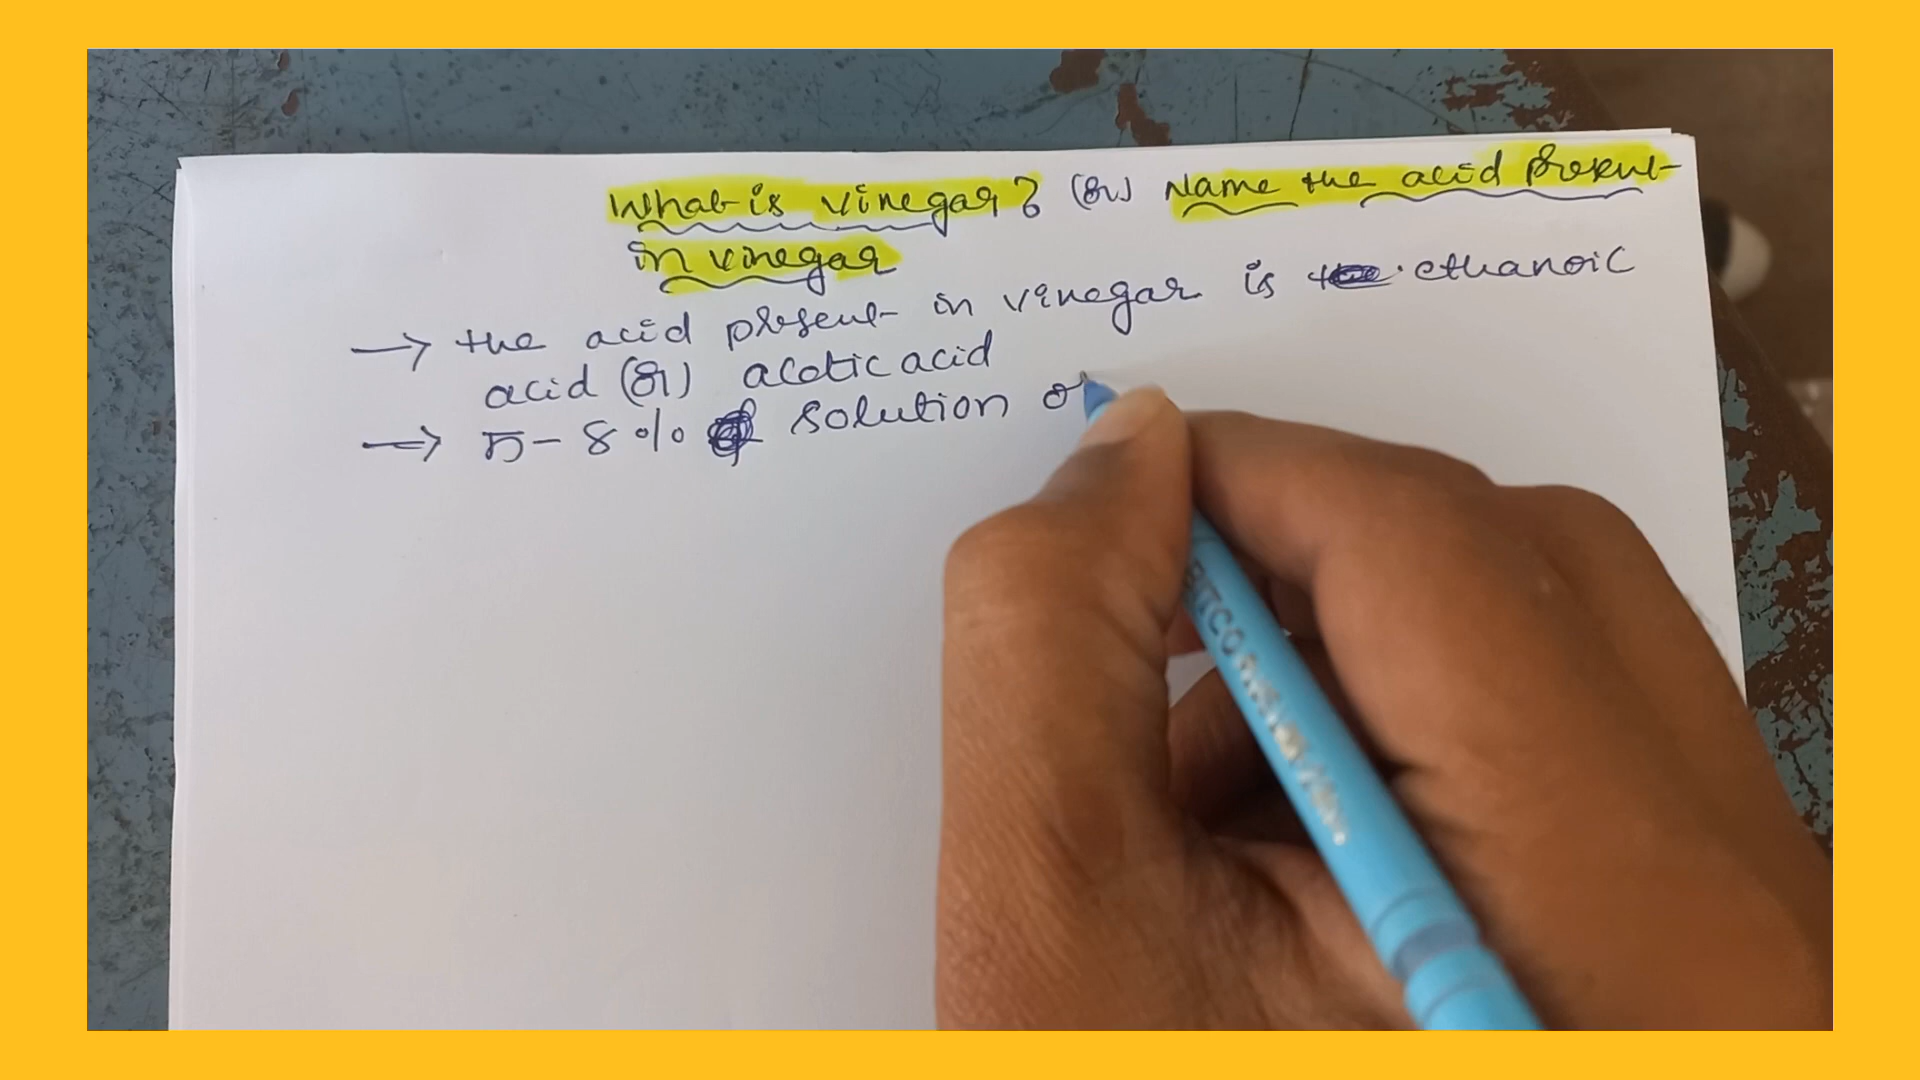 What is vinegar? (or) Name the acid present
in vinegar
→ the acid present in vinegar is ethanoic
acid (or) acetic acid
→ 5-8% solution of